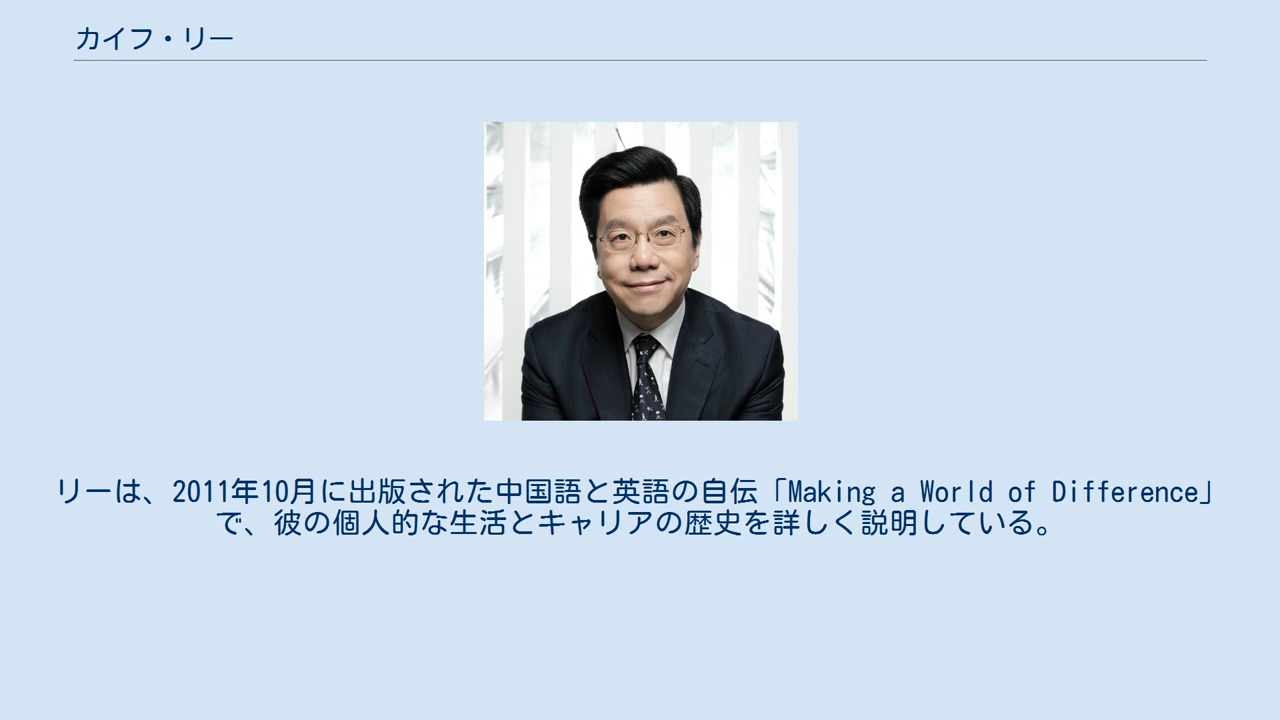 カイフ・リー
リーは、2011年10月に出版された中国語と英語の自伝「Making a World of Difference」
で、彼の個人的な生活とキャリアの歴史を詳しく説明している。